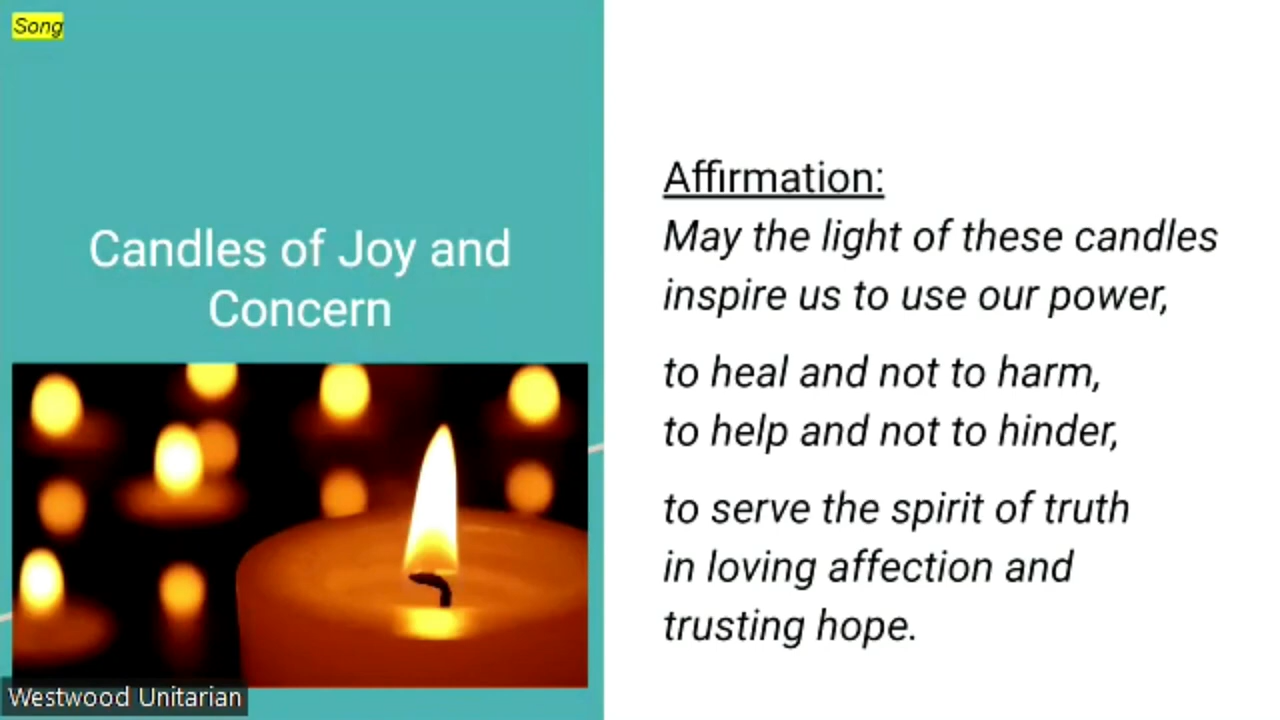 Song
Candles of Joy and
Concern
Westwood Unitarian
Affirmation:
May the light of these candles
inspire us to use our power,
to heal and not to harm,
to help and not to hinder,
to serve the spirit of truth
in loving affection and
trusting hope.